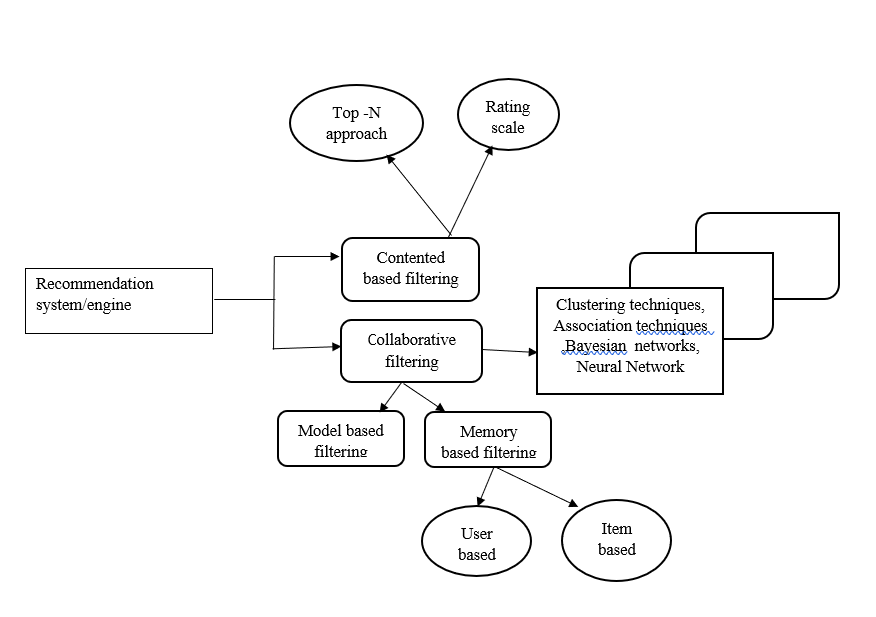 Top -N
approach
Rating
scale
Contented
based filtering
Recommendation
system/engine
Clustering techniques,
Association techniques
,Bayesian networks,
Neural Network
Collaborative
filtering
Model based
filtering
Memory
based filtering
User
based
Item
based